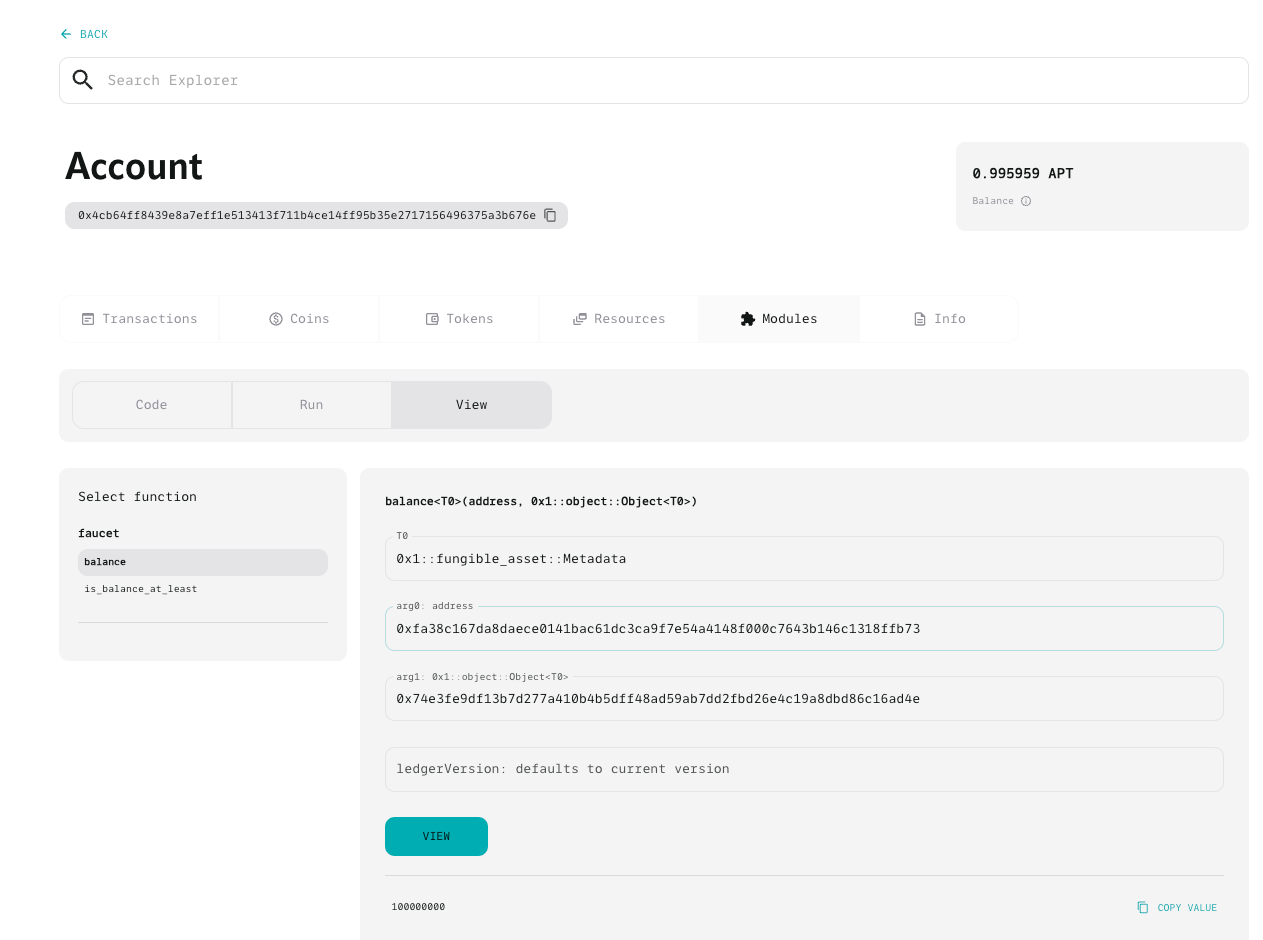 BACK
Search Explorer
Account
0.995959 APT
0x4cb64ff8439e8a7eff1e513413f711b4ce14ff95b35e2717156496375a3b676e
Balance
Transactions
Coins
Tokens
Resources
Modules
Info
Code
Run
View
Select function
faucet
balance
is_balance_at_least
balance<T0>(address, 0x1::object::Object<T0>)
T0
0x1::fungible_asset::Metadata
arg0: address
0xfa38c167da8daece0141bac61dc3ca9f7e54a4148f000c7643b146c1318ffb73
arg1: 0x1::object::Object<T0>
0x74e3fe9df13b7d277a410b4b5dff48ad59ab7dd2fbd26e4c19a8dbd86c16ad4e
ledgerVersion: defaults to current version
VIEW
100000000
COPY VALUE